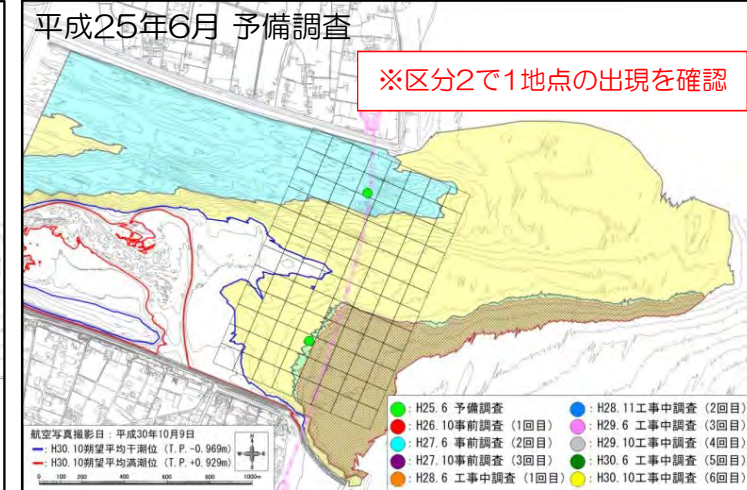 平成25年6月 予備調査
※区分2で1地点の出現を確認
航空写真撮影日：平成30年10月9日
：H30.10朔望平均干潮位（T.P.-0.969m）
：H30.10朔望平均満潮位（T.P.+0.929m）
0 100 200 400 600 800 1000m
：H25.6 予備調査
：H26.10事前調査（1回目）
：H27.6 事前調査（2回目）
：H27.10事前調査（3回目）
：H28.6 工事中調査（1回目）
：H28.11工事中調査（2回目）
：H29.6 工事中調査（3回目）
：H29.10工事中調査（4回目）
：H30.6 工事中調査（5回目）
：H30.10工事中調査（6回目）